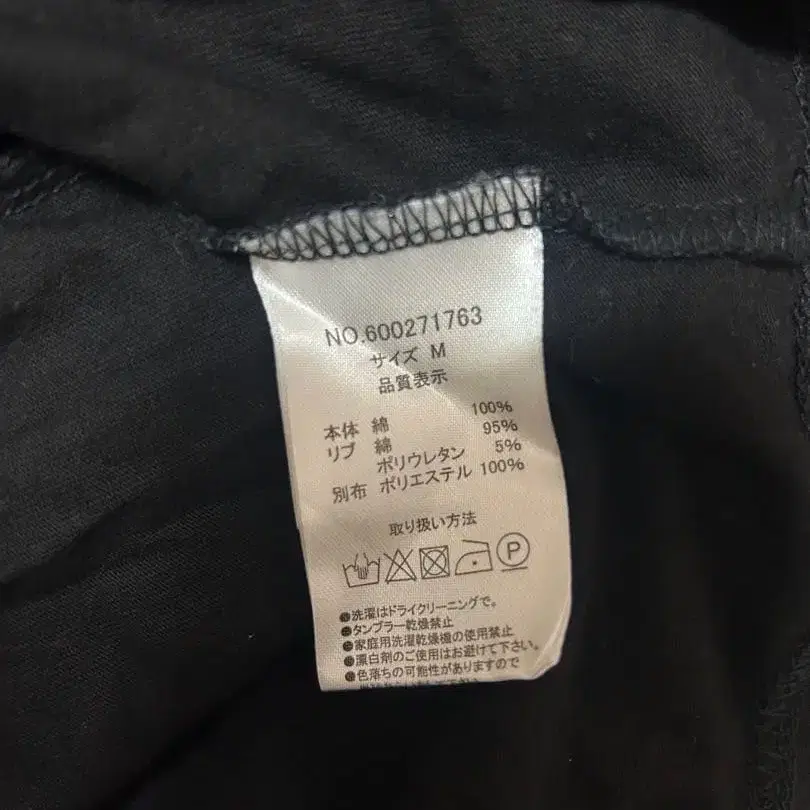 NO.600271763
サイズ M
品質表示
本体 綿 100%
リブ 綿 95%
ポリウレタン 5%
別布 ポリエステル 100%
取り扱い方法
P
●洗濯はドライクリーニングで。
●タンブラー乾燥禁止
●家庭用洗濯乾燥機の使用禁止
●漂白剤のご使用はお避けて下さい。
●色落ちの可能性がありますので